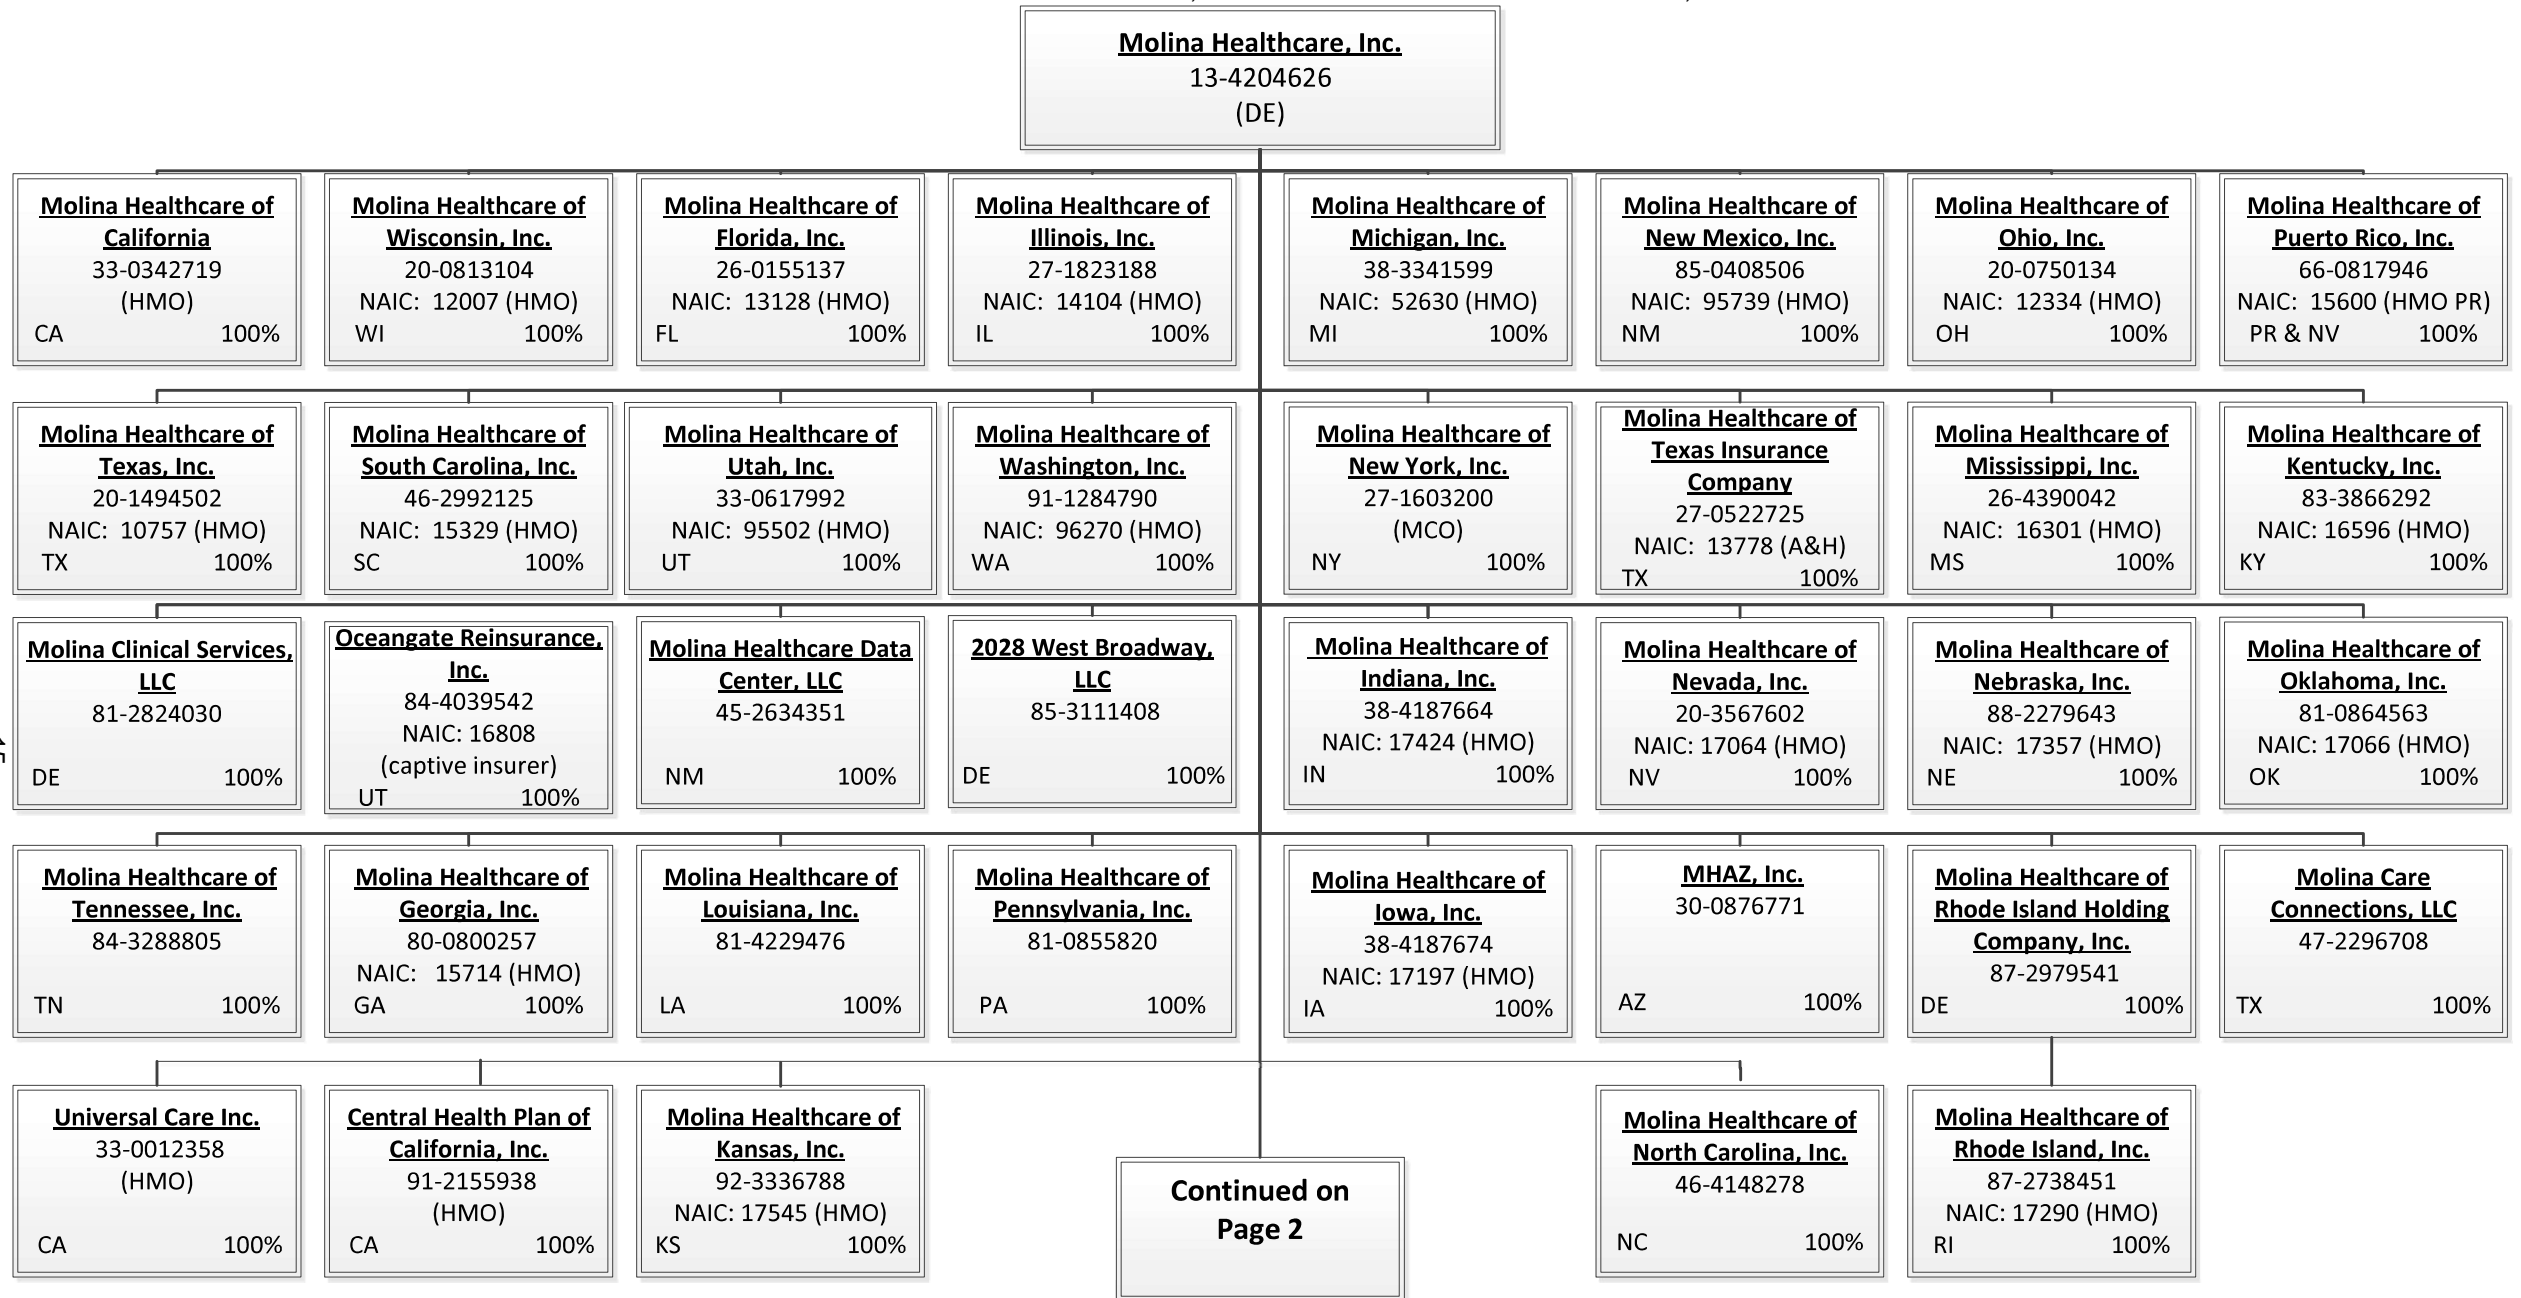 Molina Healthcare, Inc.
13-4204626
(DE)
Molina Healthcare of
California
33-0342719
(HMO)
CA 100%
Molina Healthcare of
Wisconsin, Inc.
20-0813104
NAIC: 12007 (HMO)
WI 100%
Molina Healthcare of
Florida, Inc.
26-0155137
NAIC: 13128 (HMO)
FL 100%
Molina Healthcare of
Illinois, Inc.
27-1823188
NAIC: 14104 (HMO)
IL 100%
Molina Healthcare of
Michigan, Inc.
38-3341599
NAIC: 52630 (HMO)
MI 100%
Molina Healthcare of
New Mexico, Inc.
85-0408506
NAIC: 95739 (HMO)
NM 100%
Molina Healthcare of
Ohio, Inc.
20-0750134
NAIC: 12334 (HMO)
OH 100%
Molina Healthcare of
Puerto Rico, Inc.
66-0817946
NAIC: 15600 (HMO PR)
PR & NV 100%
Molina Healthcare of
Texas, Inc.
20-1494502
NAIC: 10757 (HMO)
TX 100%
Molina Healthcare of
South Carolina, Inc.
46-2992125
NAIC: 15329 (HMO)
SC 100%
Molina Healthcare of
Utah, Inc.
33-0617992
NAIC: 95502 (HMO)
UT 100%
Molina Healthcare of
Washington, Inc.
91-1284790
NAIC: 96270 (HMO)
WA 100%
Molina Healthcare of
New York, Inc.
27-1603200
(MCO)
NY 100%
Molina Healthcare of
Texas Insurance
Company
27-0522725
NAIC: 13778 (A&H)
TX 100%
Molina Healthcare of
Mississippi, Inc.
26-4390042
NAIC: 16301 (HMO)
MS 100%
Molina Healthcare of
Kentucky, Inc.
83-3866292
NAIC: 16596 (HMO)
KY 100%
Molina Clinical Services,
LLC
81-2824030
DE 100%
Oceangate Reinsurance,
Inc.
84-4039542
NAIC: 16808
(captive insurer)
UT 100%
Molina Healthcare Data
Center, LLC
45-2634351
NM 100%
2028 West Broadway,
LLC
85-3111408
DE 100%
Molina Healthcare of
Indiana, Inc.
38-4187664
NAIC: 17424 (HMO)
IN 100%
Molina Healthcare of
Nevada, Inc.
20-3567602
NAIC: 17064 (HMO)
NV 100%
Molina Healthcare of
Nebraska, Inc.
88-2279643
NAIC: 17357 (HMO)
NE 100%
Molina Healthcare of
Oklahoma, Inc.
81-0864563
NAIC: 17066 (HMO)
OK 100%
Molina Healthcare of
Tennessee, Inc.
84-3288805
TN 100%
Molina Healthcare of
Georgia, Inc.
80-0800257
NAIC: 15714 (HMO)
GA 100%
Molina Healthcare of
Louisiana, Inc.
81-4229476
LA 100%
Molina Healthcare of
Pennsylvania, Inc.
81-0855820
PA 100%
Molina Healthcare of
Iowa, Inc.
38-4187674
NAIC: 17197 (HMO)
IA 100%
MHAZ, Inc.
30-0876771
AZ 100%
Molina Healthcare of
Rhode Island Holding
Company, Inc.
87-2979541
DE 100%
Molina Care
Connections, LLC
47-2296708
TX 100%
Universal Care Inc.
33-0012358
(HMO)
CA 100%
Central Health Plan of
California, Inc.
91-2155938
(HMO)
CA 100%
Molina Healthcare of
Kansas, Inc.
92-3336788
NAIC: 17545 (HMO)
KS 100%
Continued on
Page 2
Molina Healthcare of
North Carolina, Inc.
46-4148278
NC 100%
Molina Healthcare of
Rhode Island, Inc.
87-2738451
NAIC: 17290 (HMO)
RI 100%